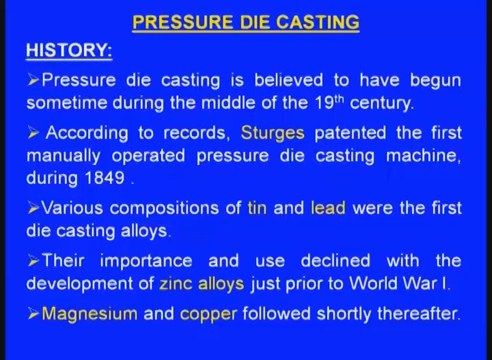 PRESSURE DIE CASTING
HISTORY:
➢Pressure die casting is believed to have begun
sometime during the middle of the 19th century.
➢ According to records, Sturges patented the first
manually operated pressure die casting machine,
during 1849 .
➢Various compositions of tin and lead were the first
die casting alloys.
➢Their importance and use declined with the
development of zinc alloys just prior to World War I.
➢Magnesium and copper followed shortly thereafter.